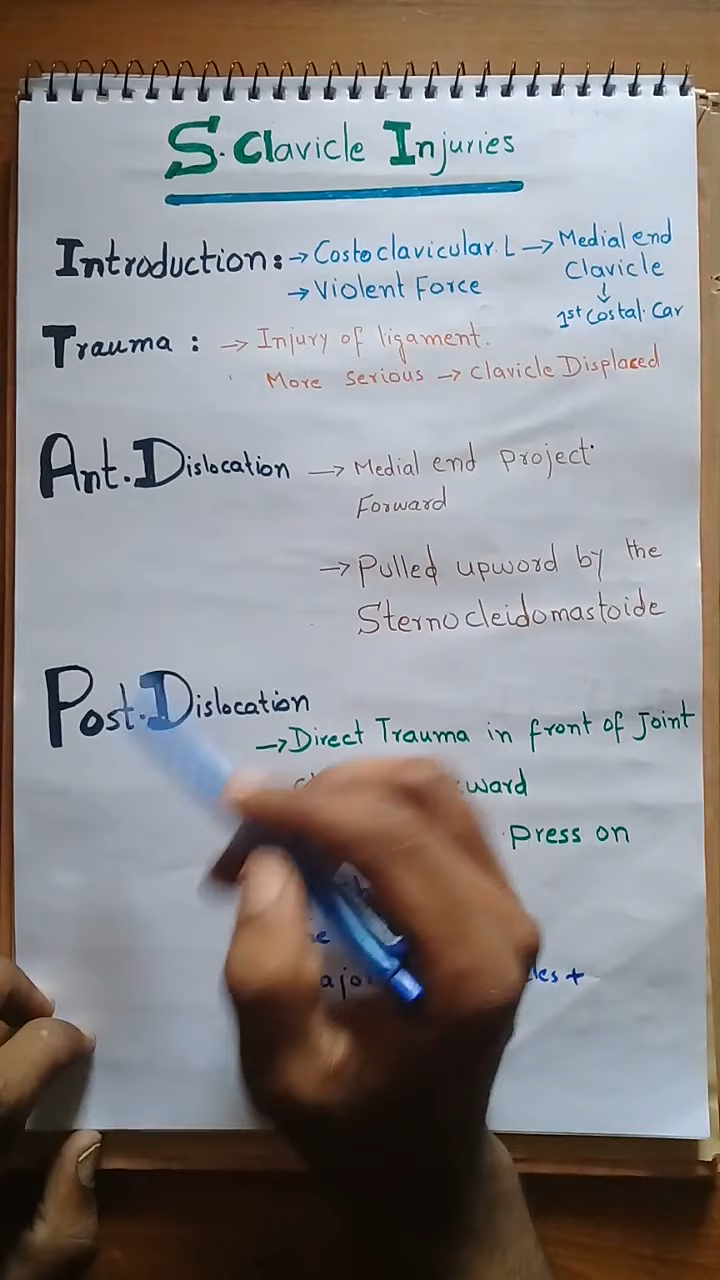 S.Clavicle Injuries
Introduction: → Costoclavicular.L → Medial end
Clavicle
→ Violent Force
↓
1st Costal. Car
Trauma : → Injury of ligament.
More serious → Clavicle Displaced
Ant. Dislocation → Medial end project
Forward
→ Pulled upword by the
Sternocleidomastoide
Post. Dislocation
→ Direct Trauma in front of Joint
ward
Press on
+